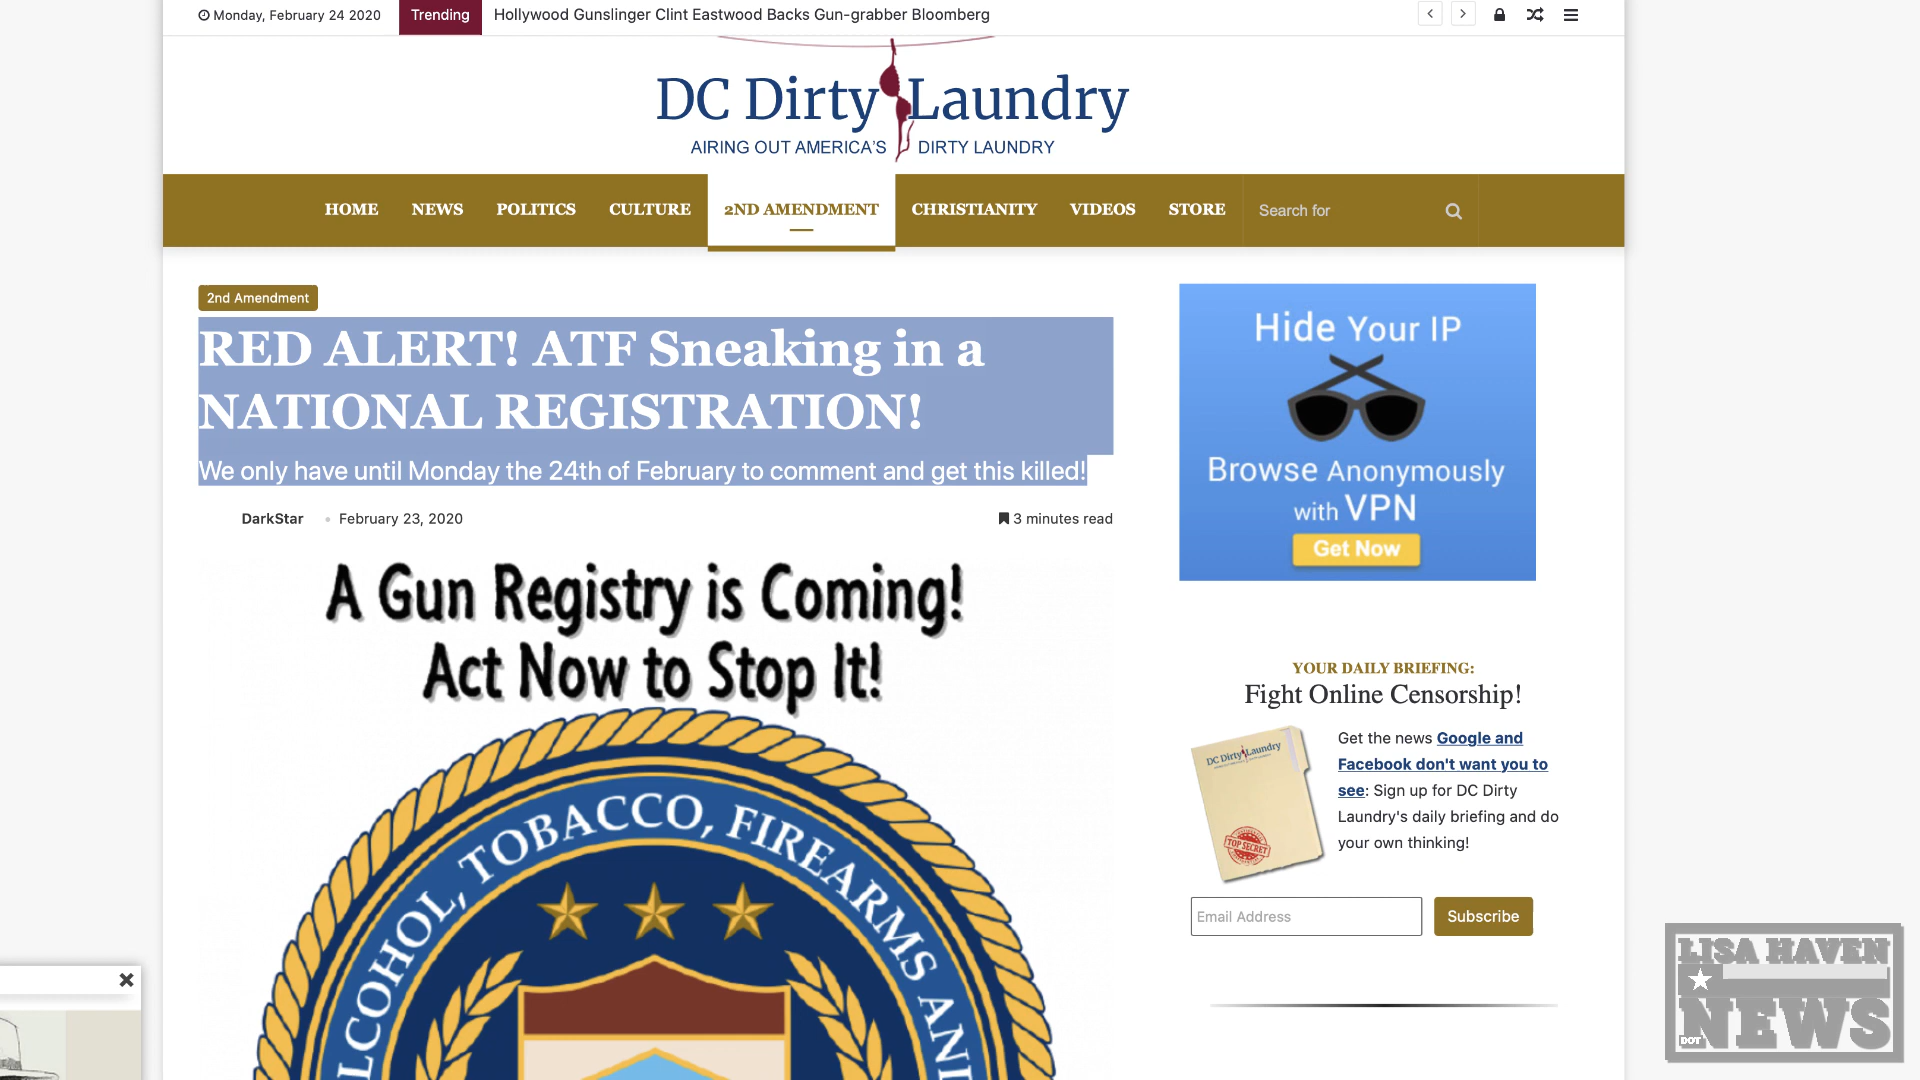 Monday, February 24 2020
Trending
Hollywood Gunslinger Clint Eastwood Backs Gun-grabber Bloomberg
DC Dirty Laundry
AIRING OUT AMERICA'S DIRTY LAUNDRY
HOME NEWS POLITICS CULTURE 2ND AMENDMENT CHRISTIANITY VIDEOS STORE Search for
2nd Amendment
RED ALERT! ATF Sneaking in a
NATIONAL REGISTRATION!
We only have until Monday the 24th of February to comment and get this killed!
DarkStar
February 23, 2020
3 minutes read
A Gun Registry is Coming!
Act Now to Stop It!
LCOHOL, TOBACCO, FIREARMS AN
Hide Your IP
Browse Anonymously
with VPN
Get Now
YOUR DAILY BRIEFING:
Fight Online Censorship!
DC Dirty Laundry
TOP SECRET
Get the news Google and
Facebook don't want you to
see: Sign up for DC Dirty
Laundry's daily briefing and do
your own thinking!
Email Address
Subscribe
LISA HAVEN
DOT NEWS